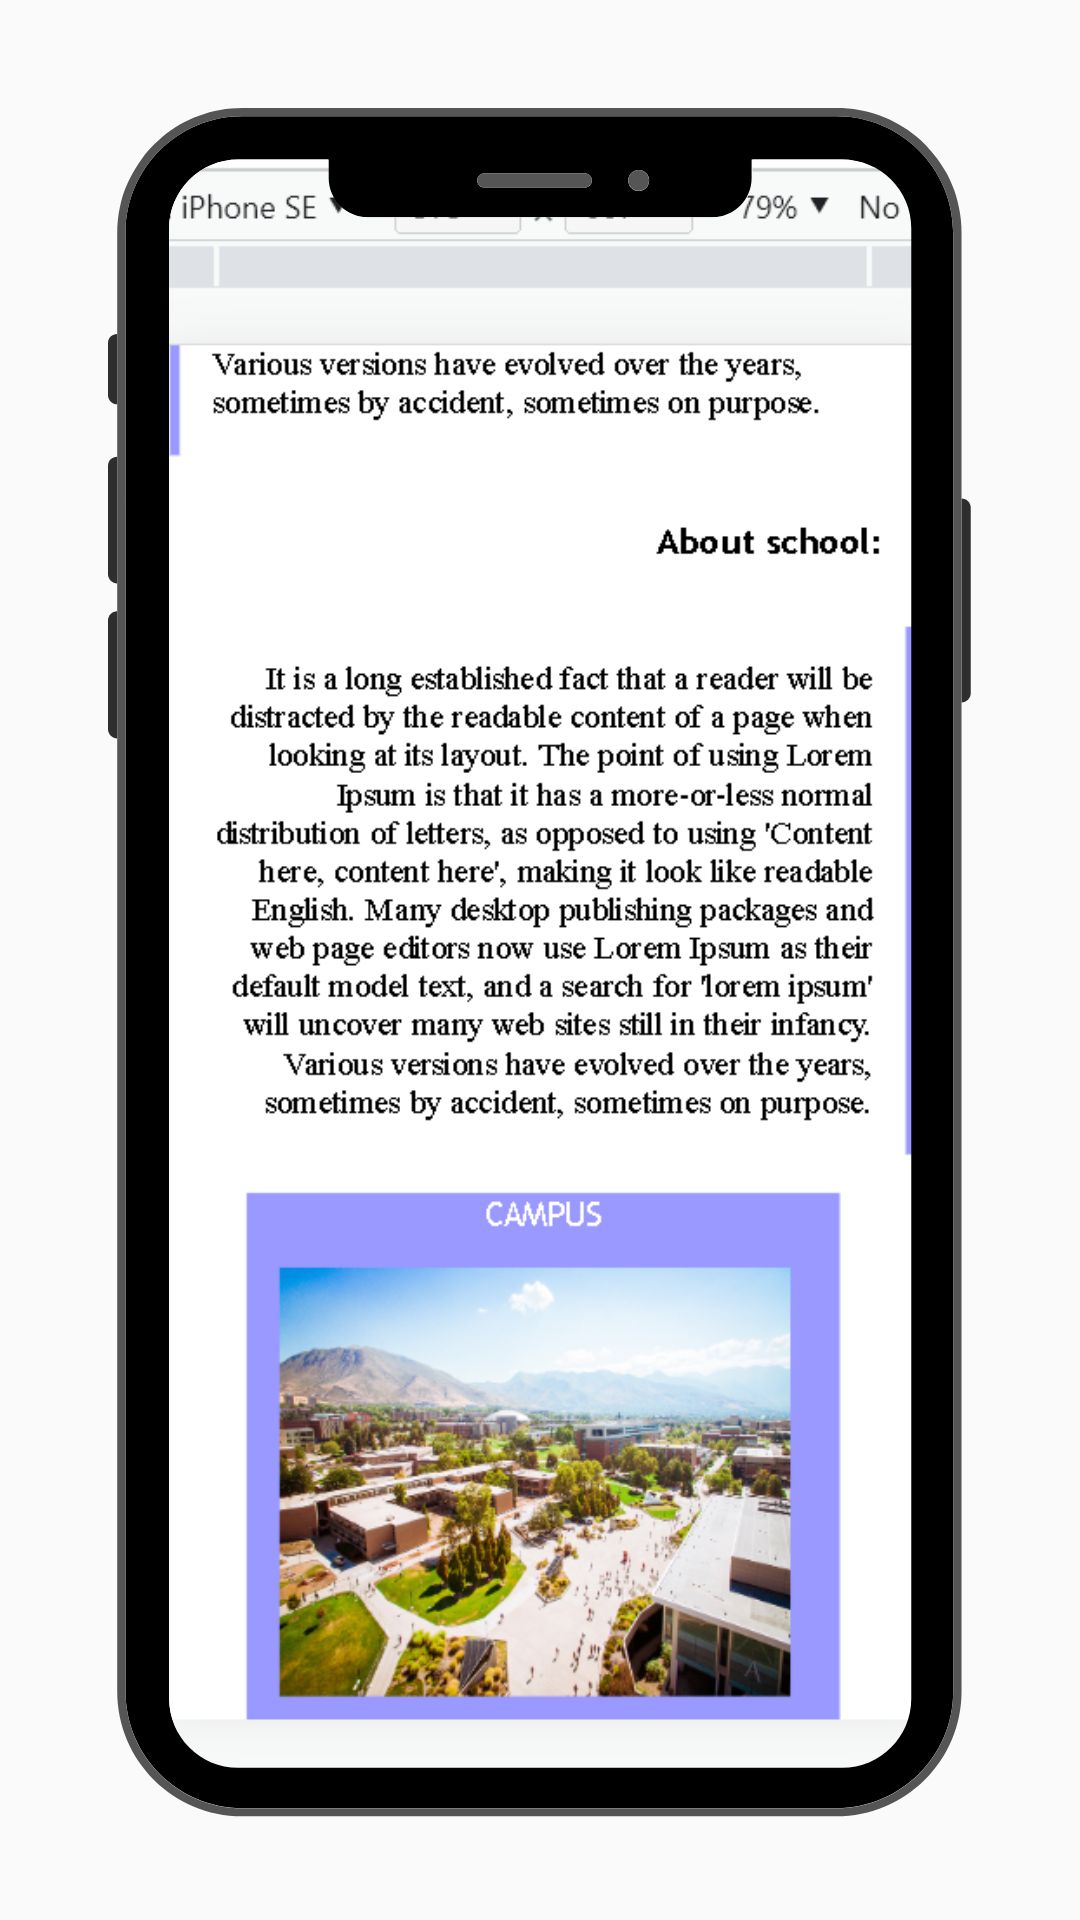 iPhone SE
79%
No
Various versions have evolved over the years,
sometimes by accident, sometimes on purpose.
About school:
It is a long established fact that a reader will be
distracted by the readable content of a page when
looking at its layout. The point of using Lorem
Ipsum is that it has a more-or-less normal
distribution of letters, as opposed to using 'Content
here, content here', making it look like readable
English. Many desktop publishing packages and
web page editors now use Lorem Ipsum as their
default model text, and a search for 'lorem ipsum'
will uncover many web sites still in their infancy.
Various versions have evolved over the years,
sometimes by accident, sometimes on purpose.
CAMPUS